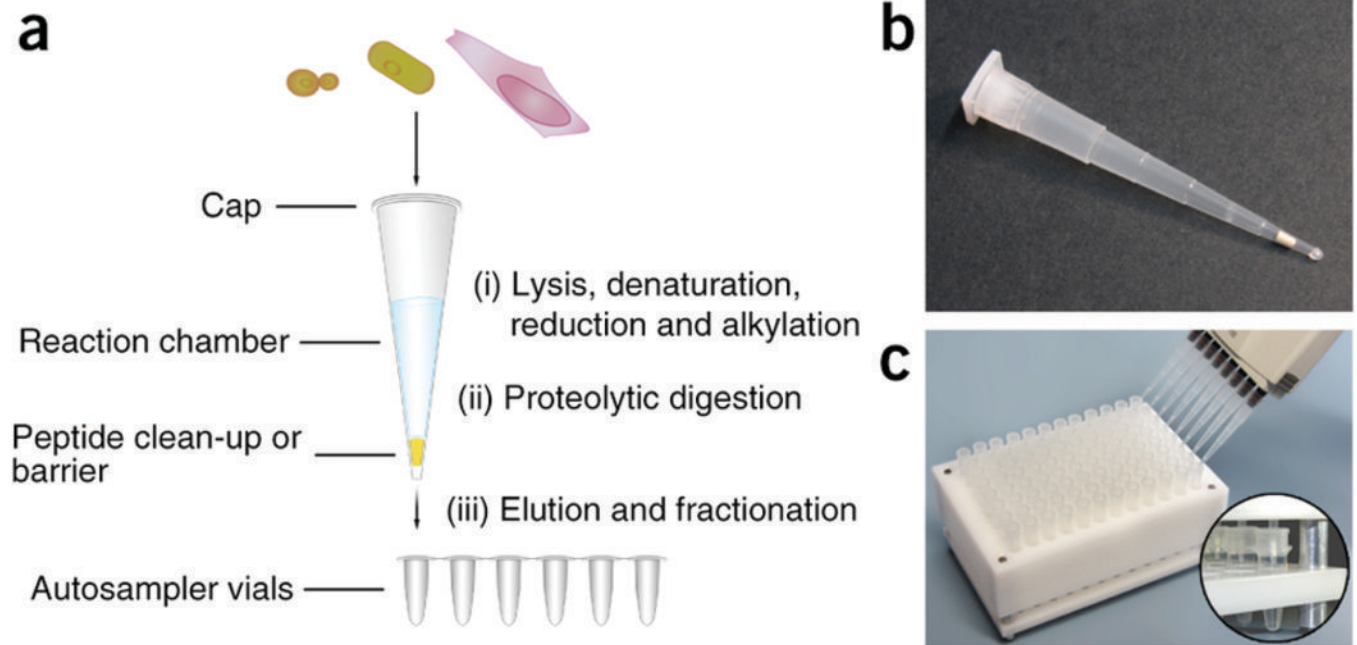 a
Cap
Reaction chamber
Peptide clean-up or
barrier
Autosampler vials
(i) Lysis, denaturation,
reduction and alkylation
(ii) Proteolytic digestion
(iii) Elution and fractionation
b
c